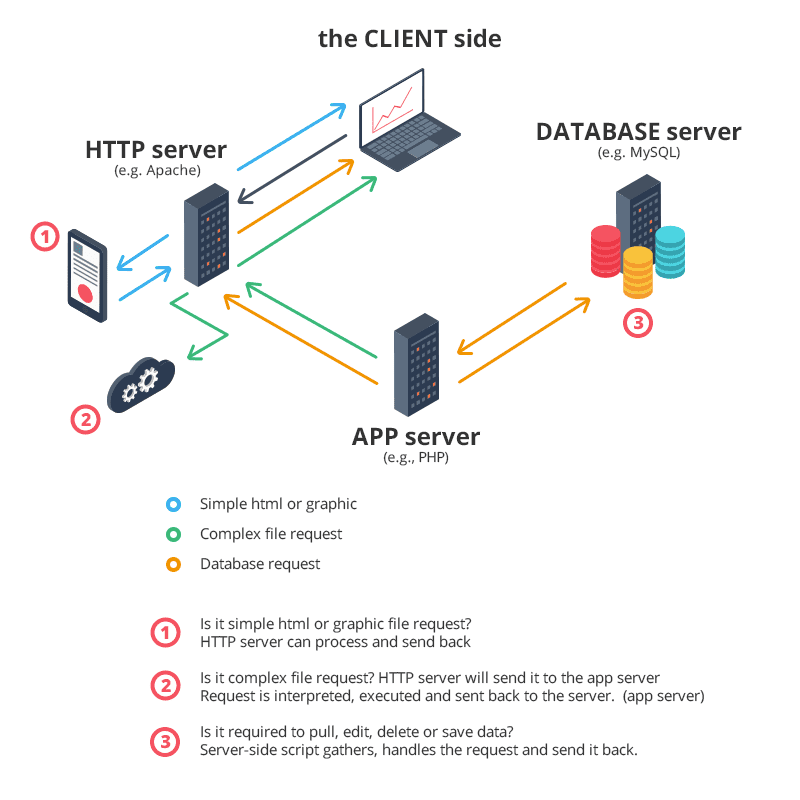 the CLIENT side
HTTP server
(e.g. Apache)
DATABASE server
(e.g. MySQL)
1
2
3
APP server
(e.g., PHP)
Simple html or graphic
Complex file request
Database request
1
Is it simple html or graphic file request?
HTTP server can process and send back
2
Is it complex file request? HTTP server will send it to the app server
Request is interpreted, executed and sent back to the server.  (app server)
3
Is it required to pull, edit, delete or save data?
Server-side script gathers, handles the request and send it back.